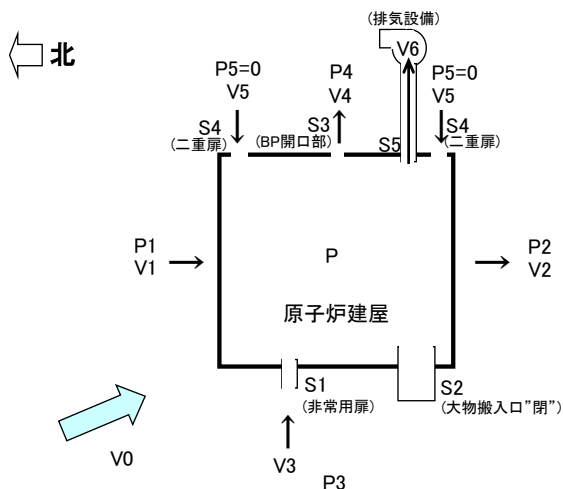 (排気設備)
北
V6
P5=0
V5
P4
V4
P5=0
V5
S4
(二重扉)
S3
(BP開口部)
S5
S4
(二重扉)
P1
V1
P
P2
V2
原子炉建屋
S1
(非常用扉)
S2
(大物搬入口”閉”)
V0
V3
P3